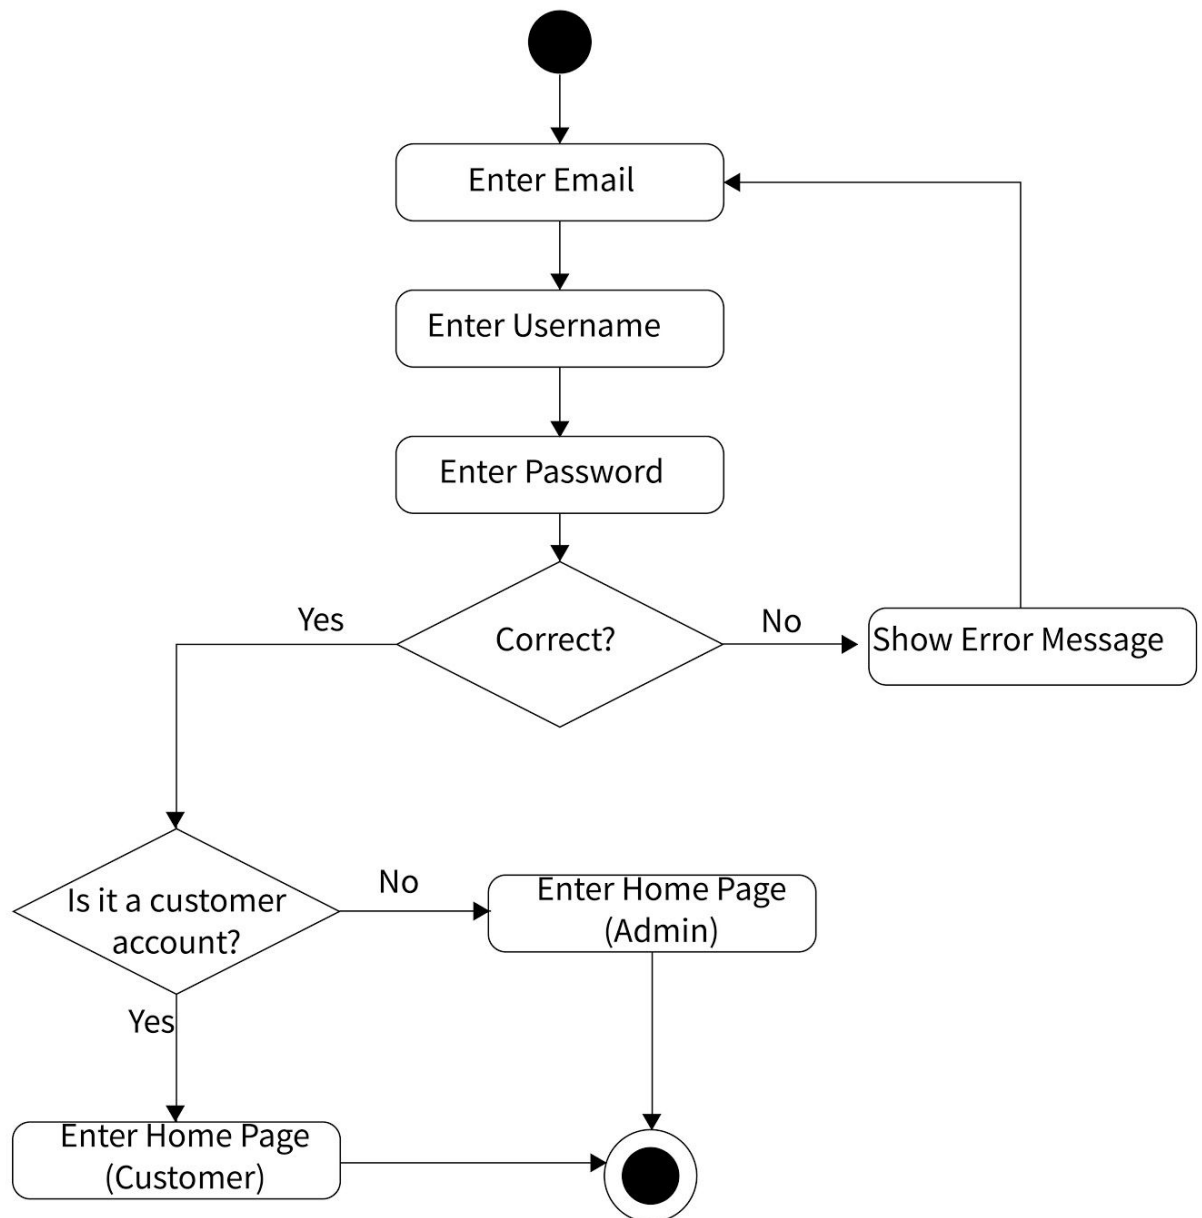 Enter Email
Enter Username
Enter Password
Yes
Correct?
No
Show Error Message
Is it a customer
account?
No
Enter Home Page
(Admin)
Yes
Enter Home Page
(Customer)